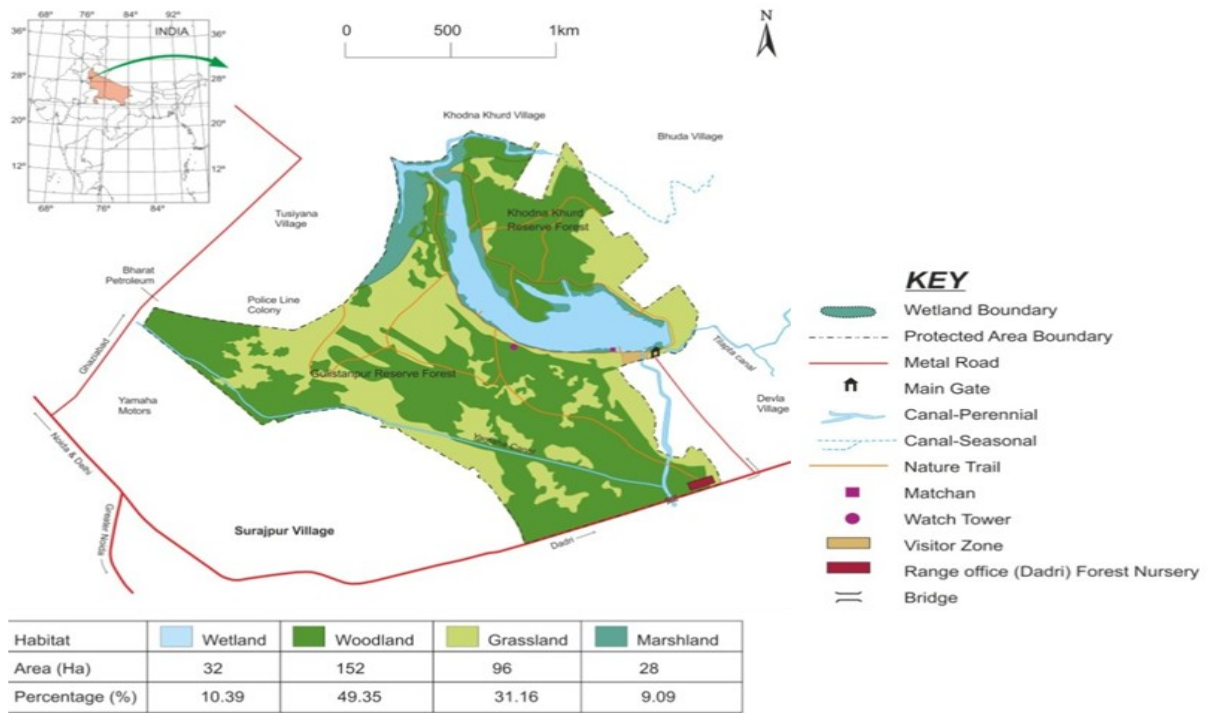 68° 76° 84° 92°
INDIA
36° 36°
28° 28°
20° 20°
12° 12°
68° 76° 84°
0 500 1km
N
Khodna Khurd Village
Bhuda Village
Tusiyana
Village
Khodna Khurd
Reserve Forest
Bharat
Petroleum
Police Line
Colony
Ghaziabad
Tilapta canal
Gulistanpur Reserve Forest
Yamaha
Motors
Devla
Village
Noida & Delhi
Greater Noida
Surajpur Village
Dadri
KEY
Wetland Boundary
Protected Area Boundary
Metal Road
Main Gate
Canal-Perennial
Canal-Seasonal
Nature Trail
Matchan
Watch Tower
Visitor Zone
Range office (Dadri) Forest Nursery
Bridge
Habitat Wetland Woodland Grassland Marshland
Area (Ha) 32 152 96 28
Percentage (%) 10.39 49.35 31.16 9.09